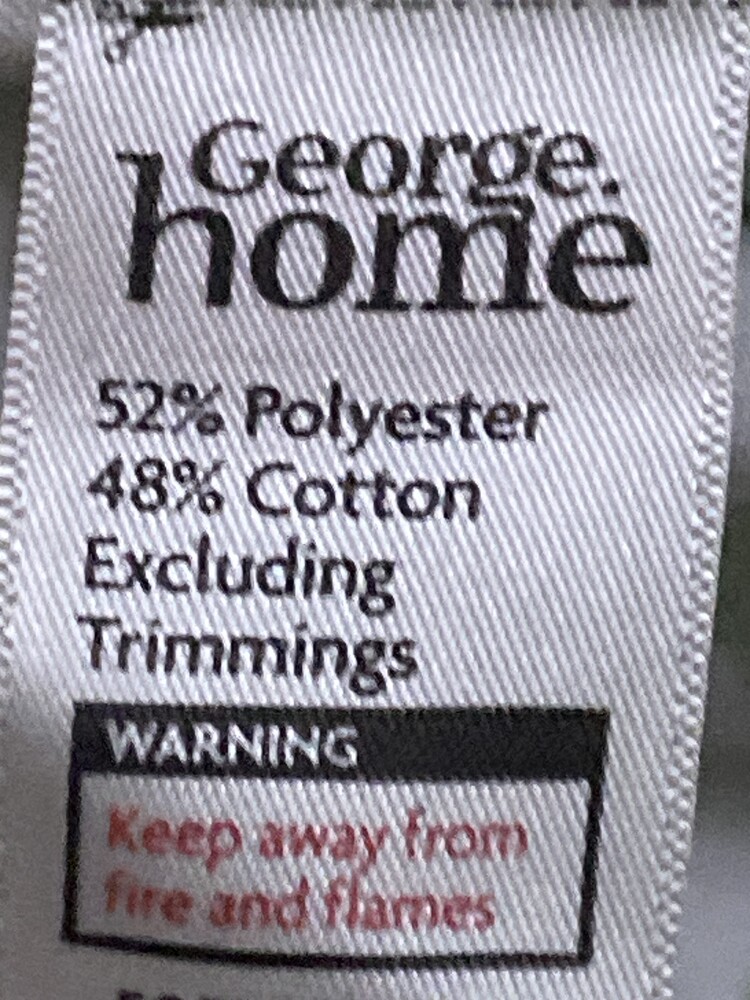 George.
home
52% Polyester
48% Cotton
Excluding
Trimmings
WARNING
Keep away from
fire and flames